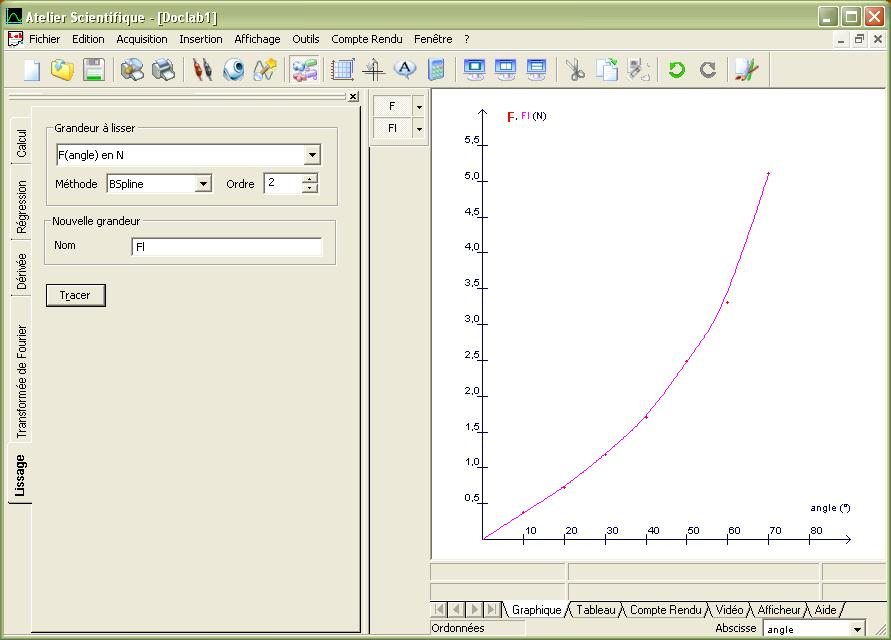 Atelier Scientifique - [Doclab1]
Fichier Edition Acquisition Insertion Affichage Outils Compte Rendu Fenêtre ?
Calcul
Régression
Dérivée
Transformée de Fourier
Lissage
Grandeur à lisser
F(angle) en N
Méthode BSpline Ordre 2
Nouvelle grandeur
Nom Fl
Tracer
F
Fl
F, Fl (N)
5,5
5,0
4,5
4,0
3,5
3,0
2,5
2,0
1,5
1,0
0,5
angle (°)
10 20 30 40 50 60 70 80
Graphique Tableau Compte Rendu Vidéo Afficheur Aide
Ordonnées Abscisse angle